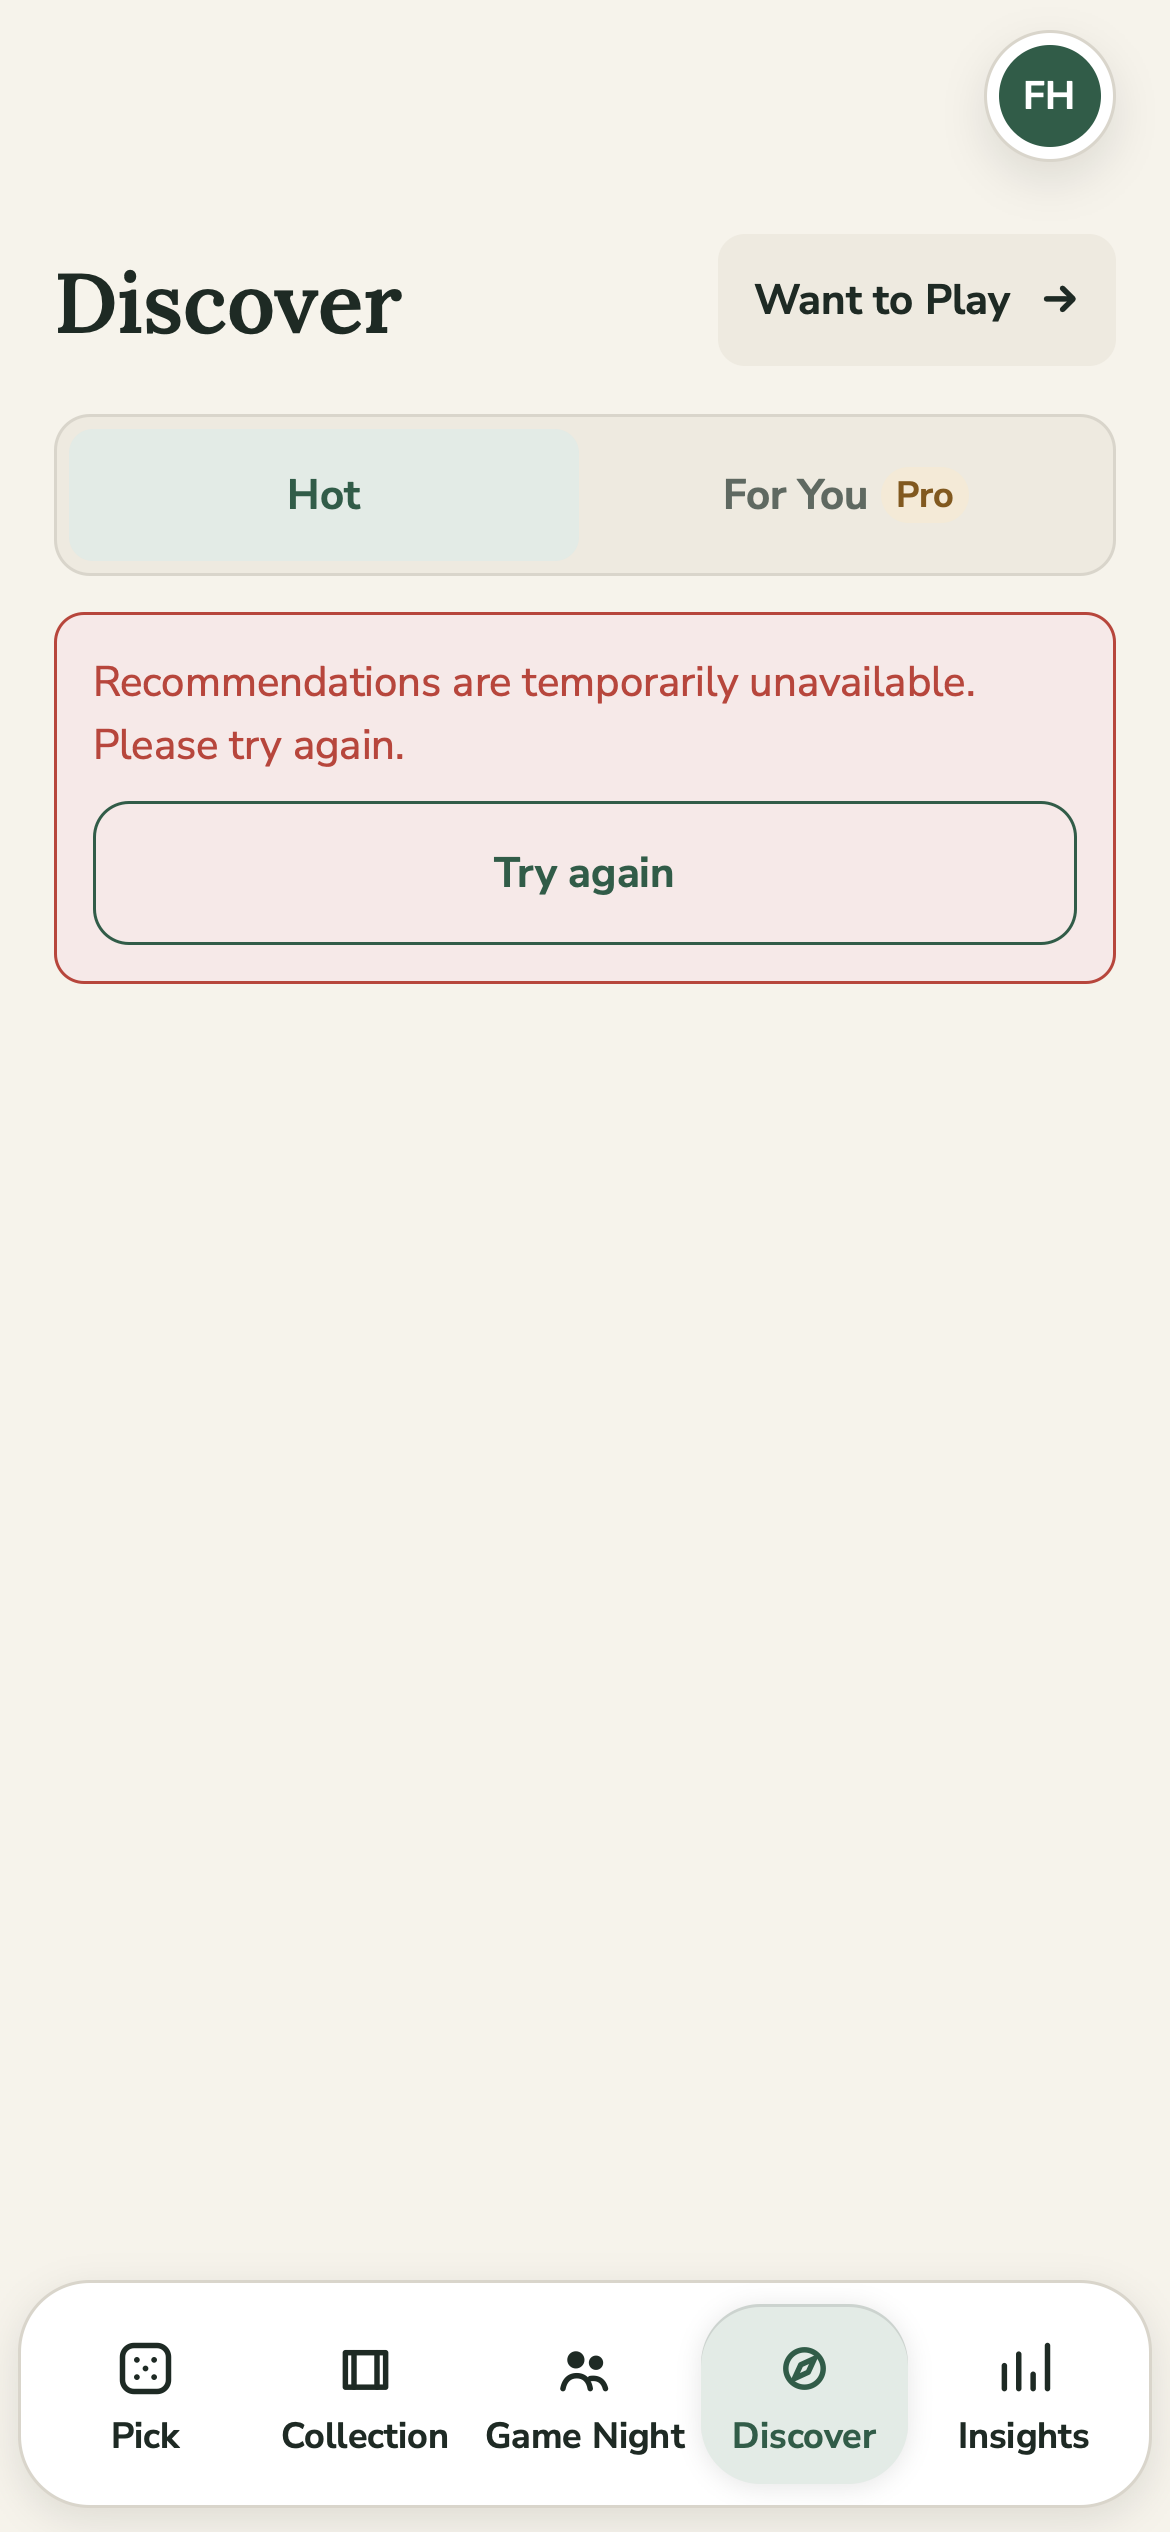 FH
Discover
Want to Play
Hot
For You Pro
Recommendations are temporarily unavailable.
Please try again.
Try again
Pick
Collection
Game Night
Discover
Insights